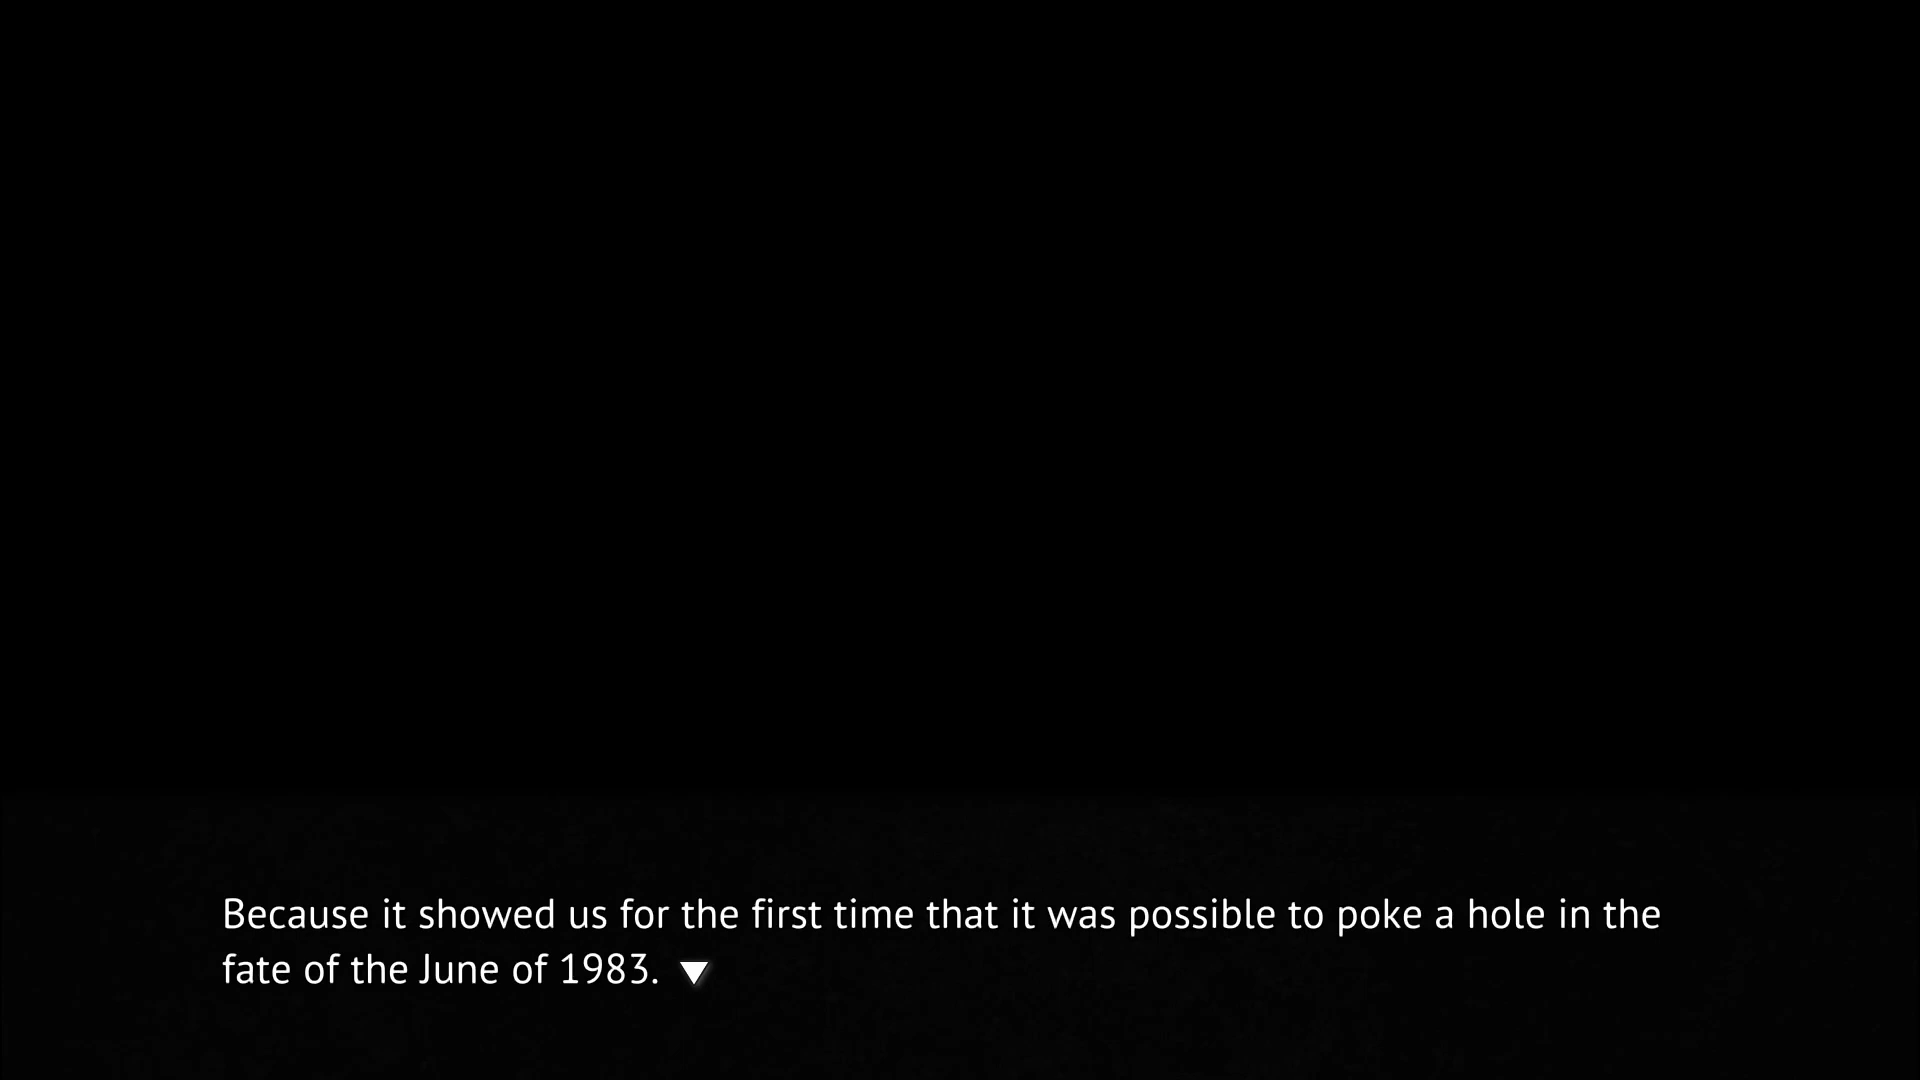 Because it showed us for the first time that it was possible to poke a hole in the
fate of the June of 1983.